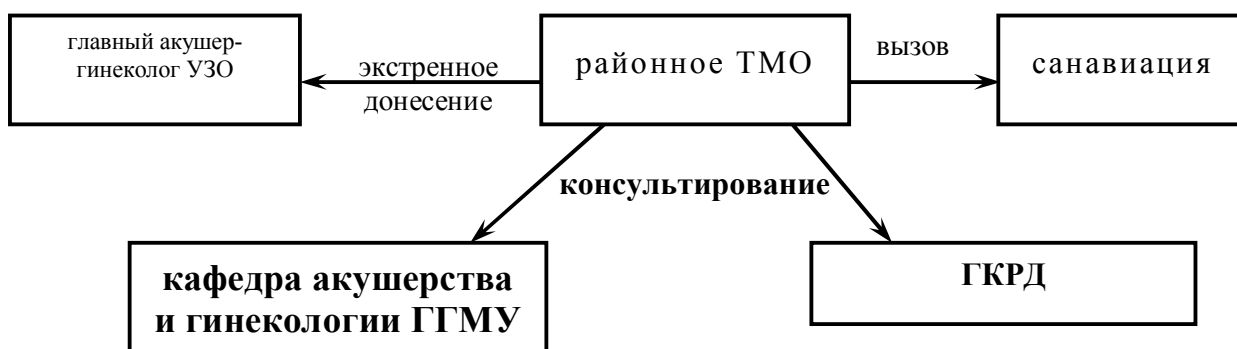 главный акушер-
гинеколог УЗО
экстренное
донесение
районное ТМО
вызов
санавиация
консультирование
кафедра акушерства
и гинекологии ГГМУ
ГКРД